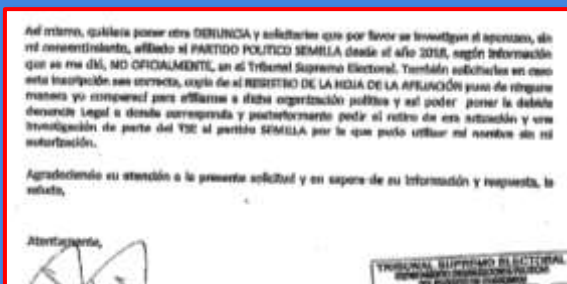 Así mismo, quisiera poner otra DENUNCIA y solicitarles que por favor se investigue si aparezco, sin
mi consentimiento, afiliado al PARTIDO POLITICO SEMILLA desde el año 2018, según información
que se me dió, NO OFICIALMENTE, en el Tribunal Supremo Electoral. También solicitarles en caso
esta inscripción sea correcta, copia de el REGISTRO DE LA HOJA DE LA AFILIACIÓN pues de ninguna
manera yo comparecí para afiliarme a dicha organización política y así poder poner la debida
denuncia Legal a donde corresponda y posteriormente pedir el retiro de era actuación y una
investigación de parte del TSE al partido SEMILLA por la que pudo utilizar mi nombre sin mi
autorización.
Agradeciendo su atención a la presente solicitud y en espera de su información y respuesta, le
saluda,
Atentamente,
TRIBUNAL SUPREMO ELECTORAL